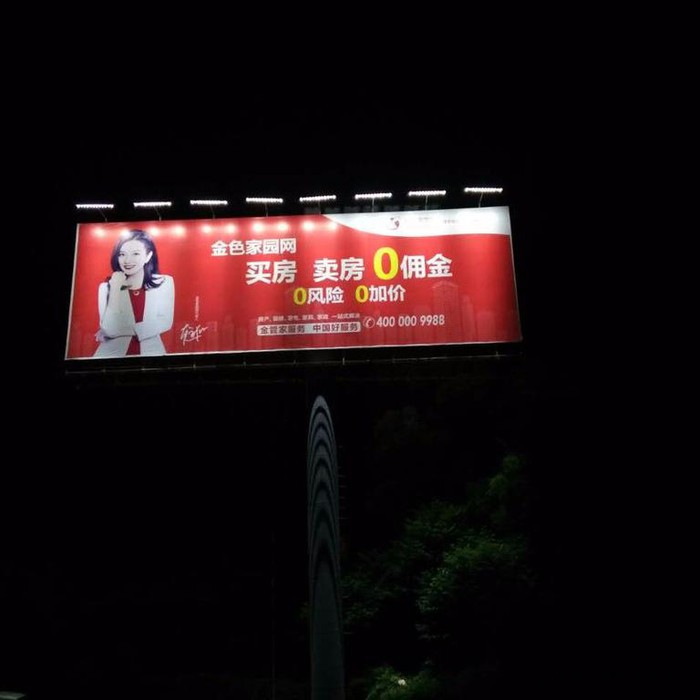 金色家园网
买房 卖房 0佣金
0风险 0加价
金管家服务 中国好服务
400 000 9988